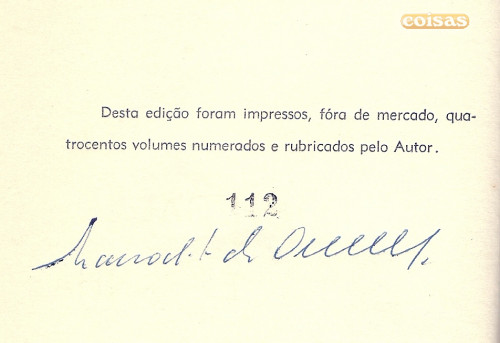 coisas
Desta edição foram impressos, fóra de mercado, qua-
trocentos volumes numerados e rubricados pelo Autor.
112